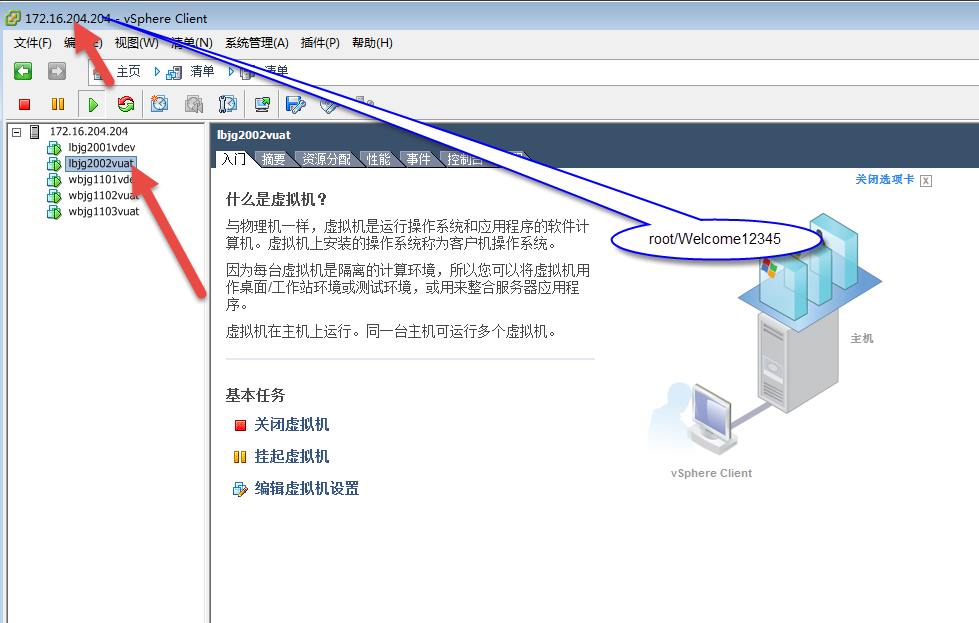 172.16.204.204 - vSphere Client
文件(F) 视图(W) 清单(N) 系统管理(A) 插件(P) 帮助(H)
主页 清单 清单
172.16.204.204
lbjg2001vdev
lbjg2002vuat
wbjg1101vdev
wbjg1102vuat
wbjg1103vuat
lbjg2002vuat
入门 摘要 资源分配 性能 事件 控制台
关闭选项卡 X
什么是虚拟机？
与物理机一样，虚拟机是运行操作系统和应用程序的软件计
算机。虚拟机上安装的操作系统称为客户机操作系统。
因为每台虚拟机是隔离的计算环境，所以您可以将虚拟机用
作桌面/工作站环境或测试环境，或用来整合服务器应用程
序。
虚拟机在主机上运行。同一台主机可运行多个虚拟机。
root/Welcome12345
主机
基本任务
关闭虚拟机
挂起虚拟机
编辑虚拟机设置
vSphere Client